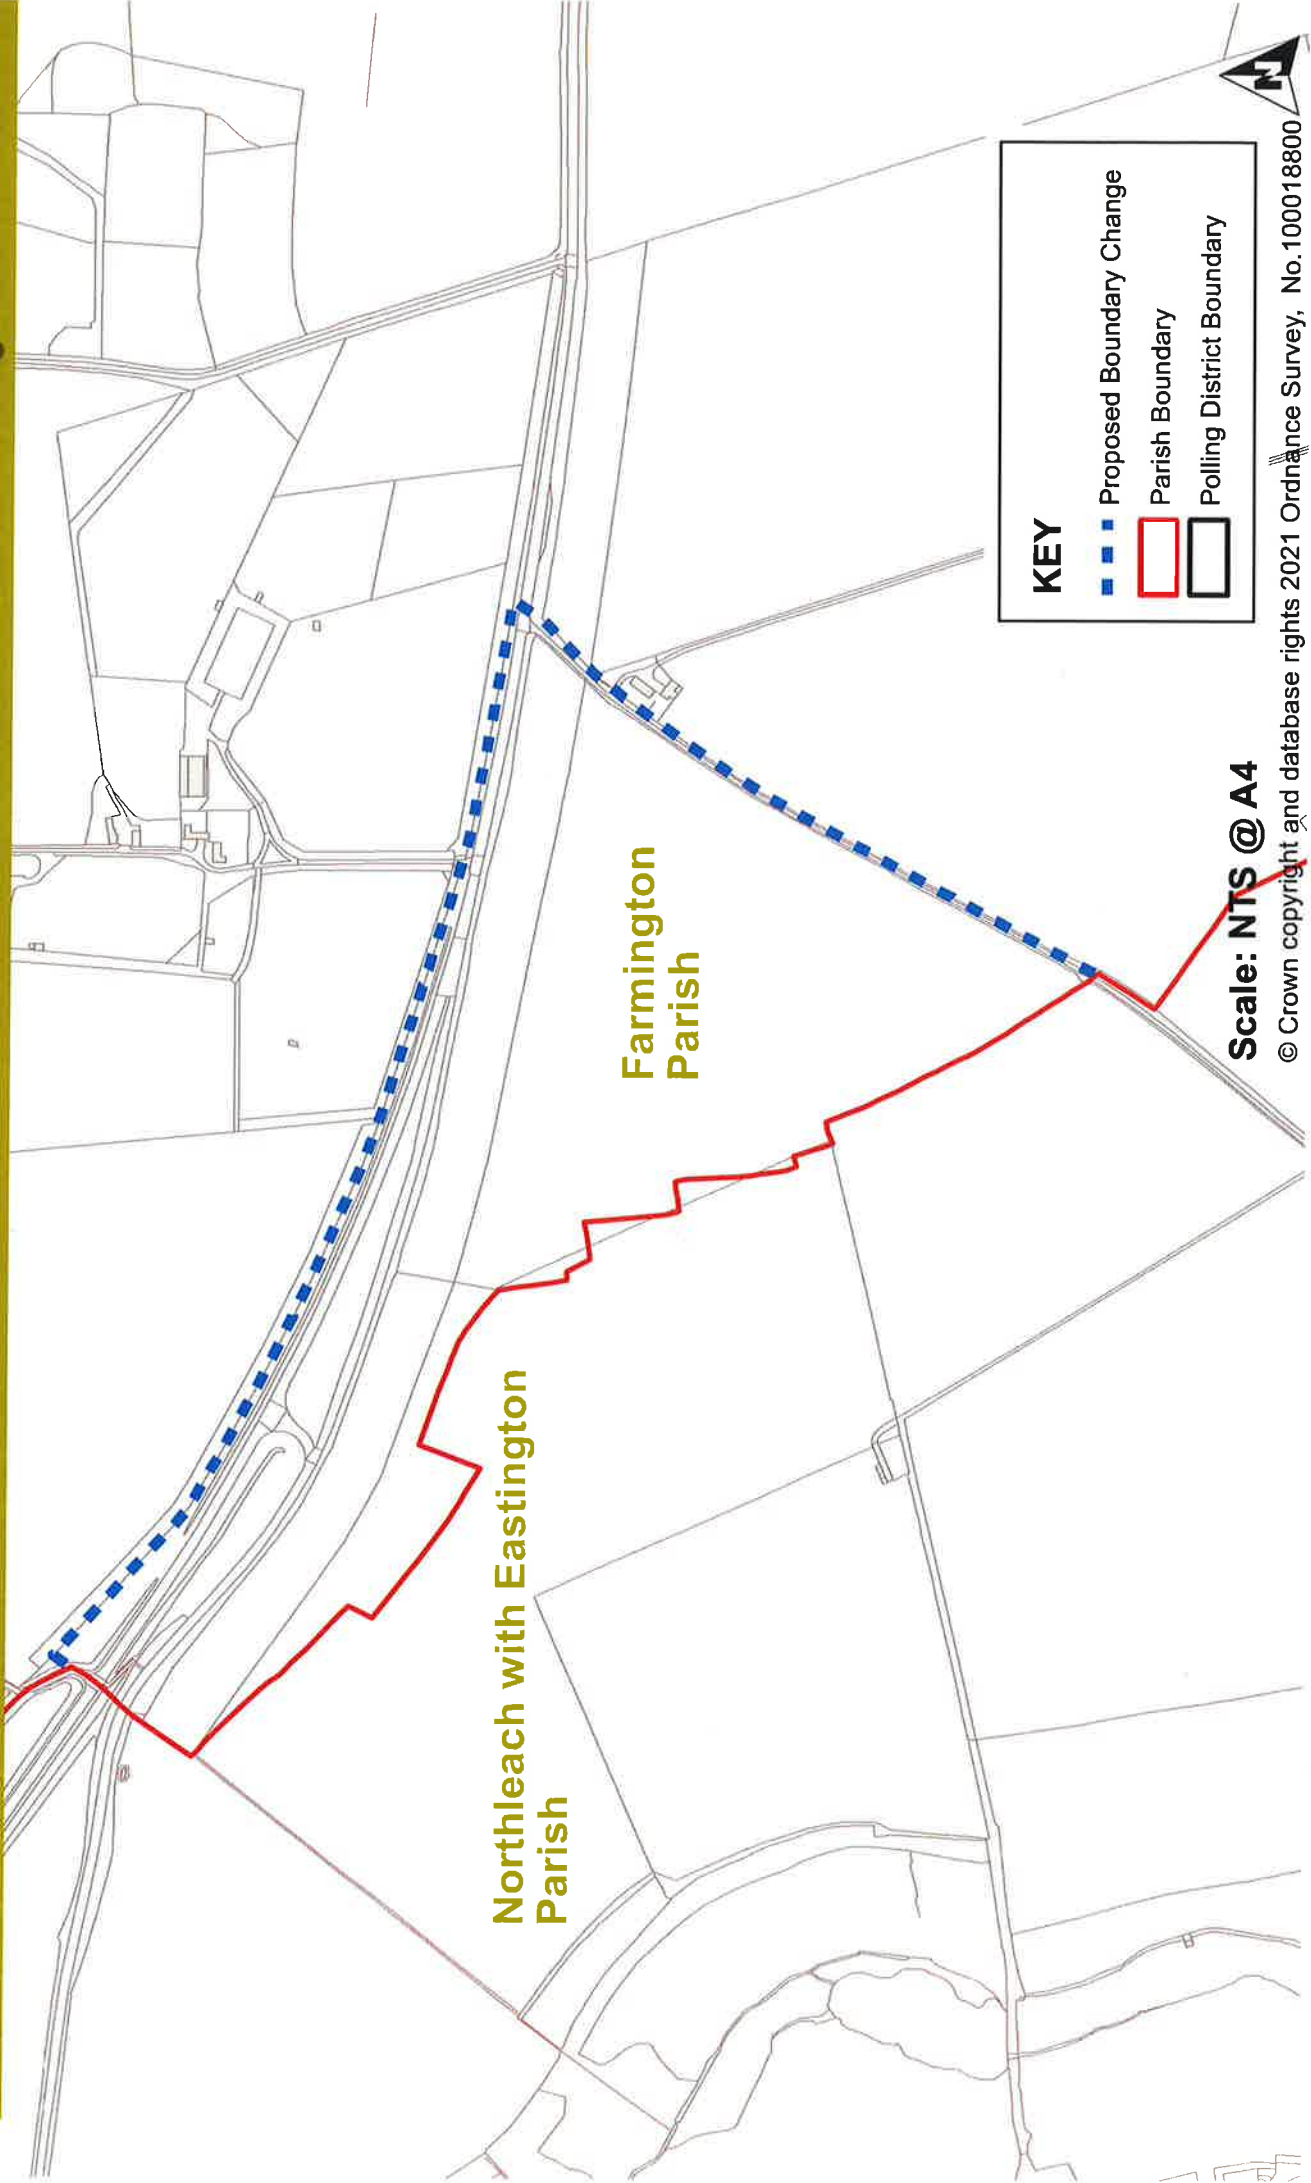 Northleach with Eastington
Parish
Farmington
Parish
KEY
Proposed Boundary Change
Parish Boundary
Polling District Boundary
N
Scale: NTS @ A4
© Crown copyright and database rights 2021 Ordnance Survey, No.100018800